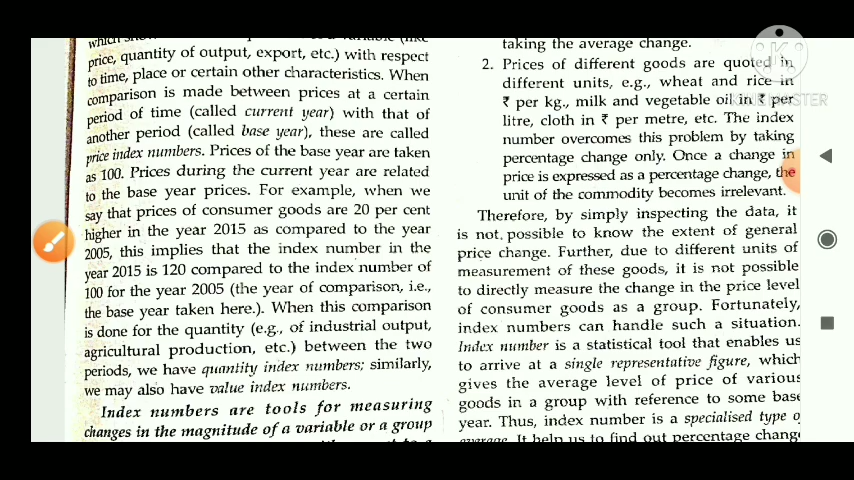 price, quantity of output, export, etc.) with respect
to time, place or certain other characteristics. When
comparison is made between prices at a certain
period of time (called current year) with that of
another period (called base year), these are called
price index numbers. Prices of the base year are taken
as 100. Prices during the current year are related
to the base year prices. For example, when we
say that prices of consumer goods are 20 per cent
higher in the year 2015 as compared to the year
2005, this implies that the index number in the
year 2015 is 120 compared to the index number of
100 for the year 2005 (the year of comparison, i.e.,
the base year taken here.). When this comparison
is done for the quantity (e.g., of industrial output,
agricultural production, etc.) between the two
periods, we have quantity index numbers; similarly,
we may also have value index numbers.
Index numbers are tools for measuring
changes in the magnitude of a variable or a group
taking the average change.
2. Prices of different goods are quoted in
different units, e.g., wheat and rice in
₹ per kg., milk and vegetable oil in ₹ per
litre, cloth in ₹ per metre, etc. The index
number overcomes this problem by taking
percentage change only. Once a change in
price is expressed as a percentage change, the
unit of the commodity becomes irrelevant.
Therefore, by simply inspecting the data, it
is not possible to know the extent of general
price change. Further, due to different units of
measurement of these goods, it is not possible
to directly measure the change in the price level
of consumer goods as a group. Fortunately,
index numbers can handle such a situation.
Index number is a statistical tool that enables us
to arrive at a single representative figure, which
gives the average level of price of various
goods in a group with reference to some base
year. Thus, index number is a specialised type o
average. It help us to find out percentage chang
KINEMASTER